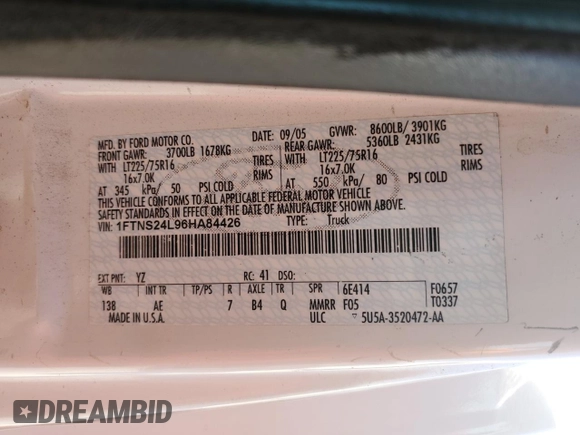 MFD. BY FORD MOTOR CO. DATE: 09/05 GVWR: 8600LB/ 3901KG
FRONT GAWR: 3700LB 1678KG REAR GAWR: 5360LB 2431KG
WITH LT225/75R16 TIRES WITH LT225/75R16 TIRES
16x7.0K RIMS 16x7.0K RIMS
AT 345 kPa/ 50 PSI COLD AT 550 kPa/ 80 PSI COLD
THIS VEHICLE CONFORMS TO ALL APPLICABLE FEDERAL MOTOR VEHICLE
SAFETY STANDARDS IN EFFECT ON THE DATE OF MANUFACTURE SHOWN ABOVE.
VIN: 1FTNS24L96HA84426 TYPE: Truck
EXT PNT: YZ RC: 41 DSO:
WB INT TR TP/PS R AXLE TR SPR 6E414 F0657
138 AE 7 B4 Q MMRR F05 T0337
MADE IN U.S.A. ULC 5U5A-3520472-AA
DREAMBID